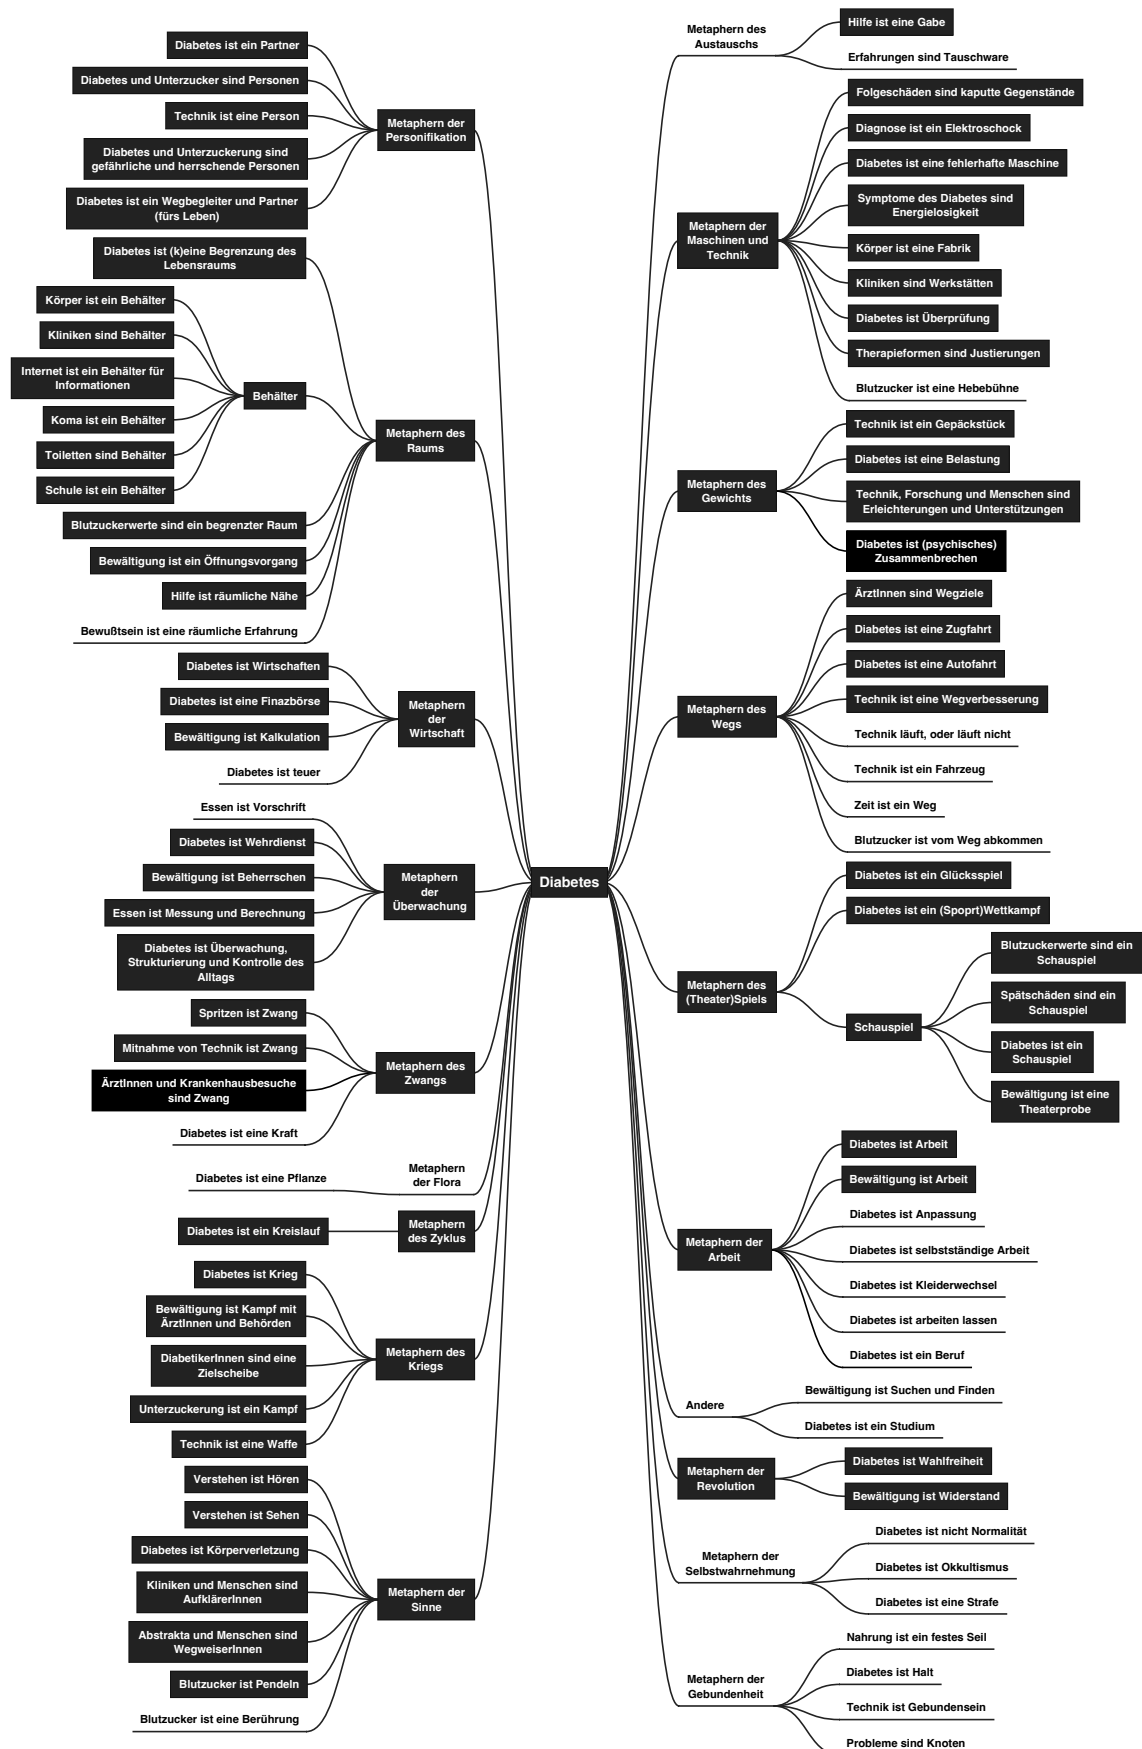 Diabetes ist ein Partner
Diabetes und Unterzucker sind Personen
Technik ist eine Person
Diabetes und Unterzuckerung sind
gefährliche und herrschende Personen
Diabetes ist ein Wegbegleiter und Partner
(fürs Leben)
Metaphern der
Personifikation
Diabetes ist (k)eine Begrenzung des
Lebensraums
Körper ist ein Behälter
Kliniken sind Behälter
Internet ist ein Behälter für
Informationen
Koma ist ein Behälter
Toiletten sind Behälter
Schule ist ein Behälter
Behälter
Blutzuckerwerte sind ein begrenzter Raum
Bewältigung ist ein Öffnungsvorgang
Hilfe ist räumliche Nähe
Bewußtsein ist eine räumliche Erfahrung
Metaphern des
Raums
Diabetes ist Wirtschaften
Diabetes ist eine Finazbörse
Bewältigung ist Kalkulation
Diabetes ist teuer
Metaphern
der
Wirtschaft
Essen ist Vorschrift
Diabetes ist Wehrdienst
Bewältigung ist Beherrschen
Essen ist Messung und Berechnung
Diabetes ist Überwachung,
Strukturierung und Kontrolle des
Alltags
Metaphern
der
Überwachung
Spritzen ist Zwang
Mitnahme von Technik ist Zwang
ÄrztInnen und Krankenhausbesuche
sind Zwang
Diabetes ist eine Kraft
Metaphern des
Zwangs
Diabetes ist eine Pflanze
Metaphern
der Flora
Diabetes ist ein Kreislauf
Metaphern
des Zyklus
Diabetes ist Krieg
Bewältigung ist Kampf mit
ÄrztInnen und Behörden
DiabetikerInnen sind eine
Zielscheibe
Unterzuckerung ist ein Kampf
Technik ist eine Waffe
Metaphern des
Kriegs
Verstehen ist Hören
Verstehen ist Sehen
Diabetes ist Körperverletzung
Kliniken und Menschen sind
AufklärerInnen
Abstrakta und Menschen sind
WegweiserInnen
Blutzucker ist Pendeln
Blutzucker ist eine Berührung
Metaphern der
Sinne
Diabetes
Metaphern des
Austauschs
Hilfe ist eine Gabe
Erfahrungen sind Tauschware
Metaphern der
Maschinen und
Technik
Folgeschäden sind kaputte Gegenstände
Diagnose ist ein Elektroschock
Diabetes ist eine fehlerhafte Maschine
Symptome des Diabetes sind
Energielosigkeit
Körper ist eine Fabrik
Kliniken sind Werkstätten
Diabetes ist Überprüfung
Therapieformen sind Justierungen
Blutzucker ist eine Hebebühne
Metaphern des
Gewichts
Technik ist ein Gepäckstück
Diabetes ist eine Belastung
Technik, Forschung und Menschen sind
Erleichterungen und Unterstützungen
Diabetes ist (psychisches)
Zusammenbrechen
Metaphern des
Wegs
ÄrztInnen sind Wegziele
Diabetes ist eine Zugfahrt
Diabetes ist eine Autofahrt
Technik ist eine Wegverbesserung
Technik läuft, oder läuft nicht
Technik ist ein Fahrzeug
Zeit ist ein Weg
Blutzucker ist vom Weg abkommen
Metaphern des
(Theater)Spiels
Diabetes ist ein Glücksspiel
Diabetes ist ein (Spoprt)Wettkampf
Schauspiel
Blutzuckerwerte sind ein
Schauspiel
Spätschäden sind ein
Schauspiel
Diabetes ist ein
Schauspiel
Bewältigung ist eine
Theaterprobe
Metaphern der
Arbeit
Diabetes ist Arbeit
Bewältigung ist Arbeit
Diabetes ist Anpassung
Diabetes ist selbstständige Arbeit
Diabetes ist Kleiderwechsel
Diabetes ist arbeiten lassen
Diabetes ist ein Beruf
Andere
Bewältigung ist Suchen und Finden
Diabetes ist ein Studium
Metaphern der
Revolution
Diabetes ist Wahlfreiheit
Bewältigung ist Widerstand
Metaphern der
Selbstwahrnehmung
Diabetes ist nicht Normalität
Diabetes ist Okkultismus
Diabetes ist eine Strafe
Metaphern der
Gebundenheit
Nahrung ist ein festes Seil
Diabetes ist Halt
Technik ist Gebundensein
Probleme sind Knoten